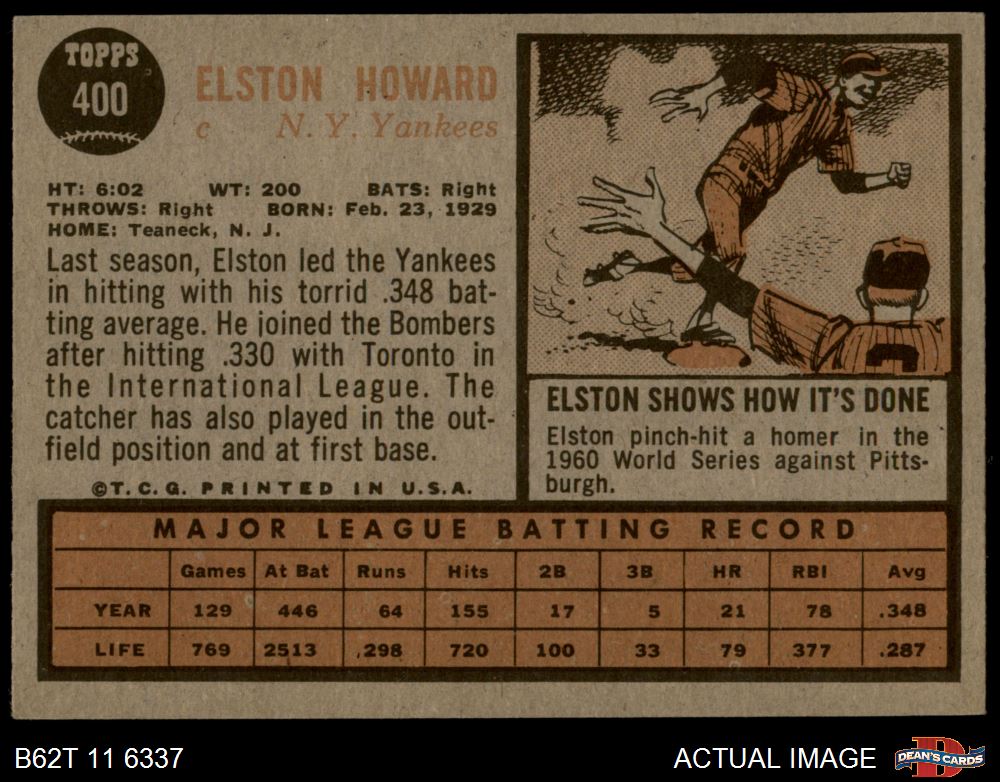 TOPPS
400
ELSTON HOWARD
c N. Y. Yankees
HT: 6:02 WT: 200 BATS: Right
THROWS: Right BORN: Feb. 23, 1929
HOME: Teaneck, N. J.
Last season, Elston led the Yankees
in hitting with his torrid .348 bat-
ting average. He joined the Bombers
after hitting .330 with Toronto in
the International League. The
catcher has also played in the out-
field position and at first base.
©T. C. G. PRINTED IN U.S.A.
ELSTON SHOWS HOW IT'S DONE
Elston pinch-hit a homer in the
1960 World Series against Pitts-
burgh.
MAJOR LEAGUE BATTING RECORD
Games At Bat Runs Hits 2B 3B HR RBI Avg
YEAR 129 446 64 155 17 5 21 78 .348
LIFE 769 2513 .298 720 100 33 79 377 .287
B62T 11 6337 ACTUAL IMAGE DEAN'S CARDS